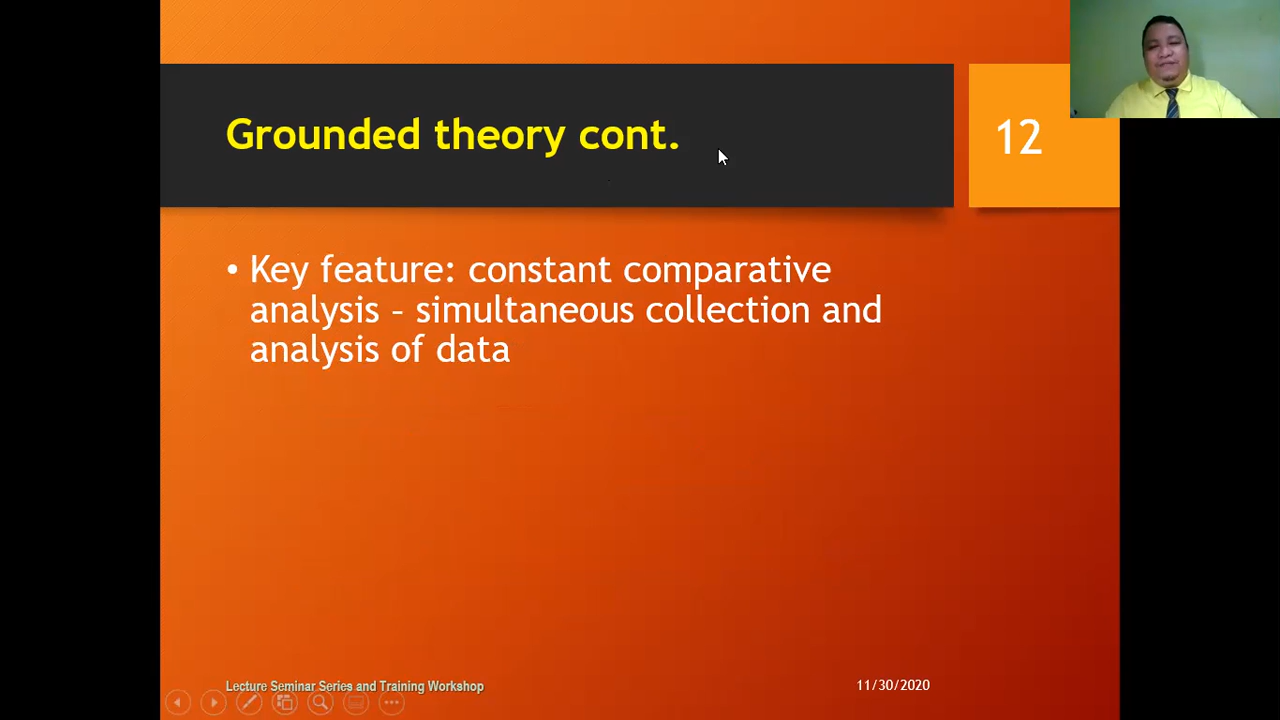 Grounded theory cont.
12
• Key feature: constant comparative
analysis – simultaneous collection and
analysis of data
Lecture Seminar Series and Training Workshop
11/30/2020